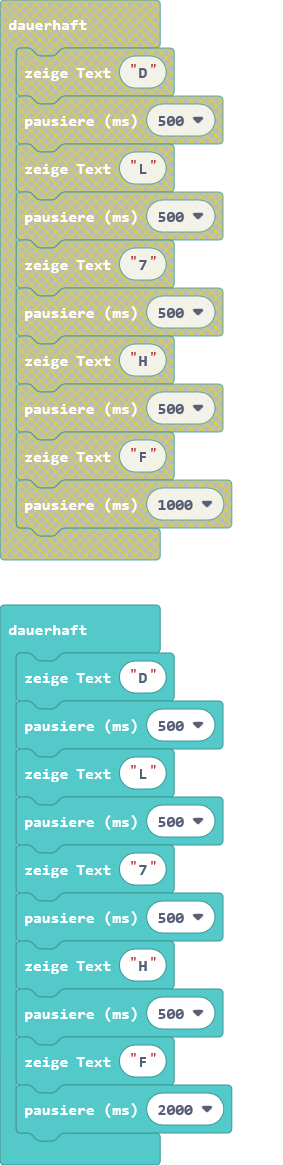 dauerhaft
zeige Text "D"
pausiere (ms) 500
zeige Text "L"
pausiere (ms) 500
zeige Text "7"
pausiere (ms) 500
zeige Text "H"
pausiere (ms) 500
zeige Text "F"
pausiere (ms) 1000
dauerhaft
zeige Text "D"
pausiere (ms) 500
zeige Text "L"
pausiere (ms) 500
zeige Text "7"
pausiere (ms) 500
zeige Text "H"
pausiere (ms) 500
zeige Text "F"
pausiere (ms) 2000